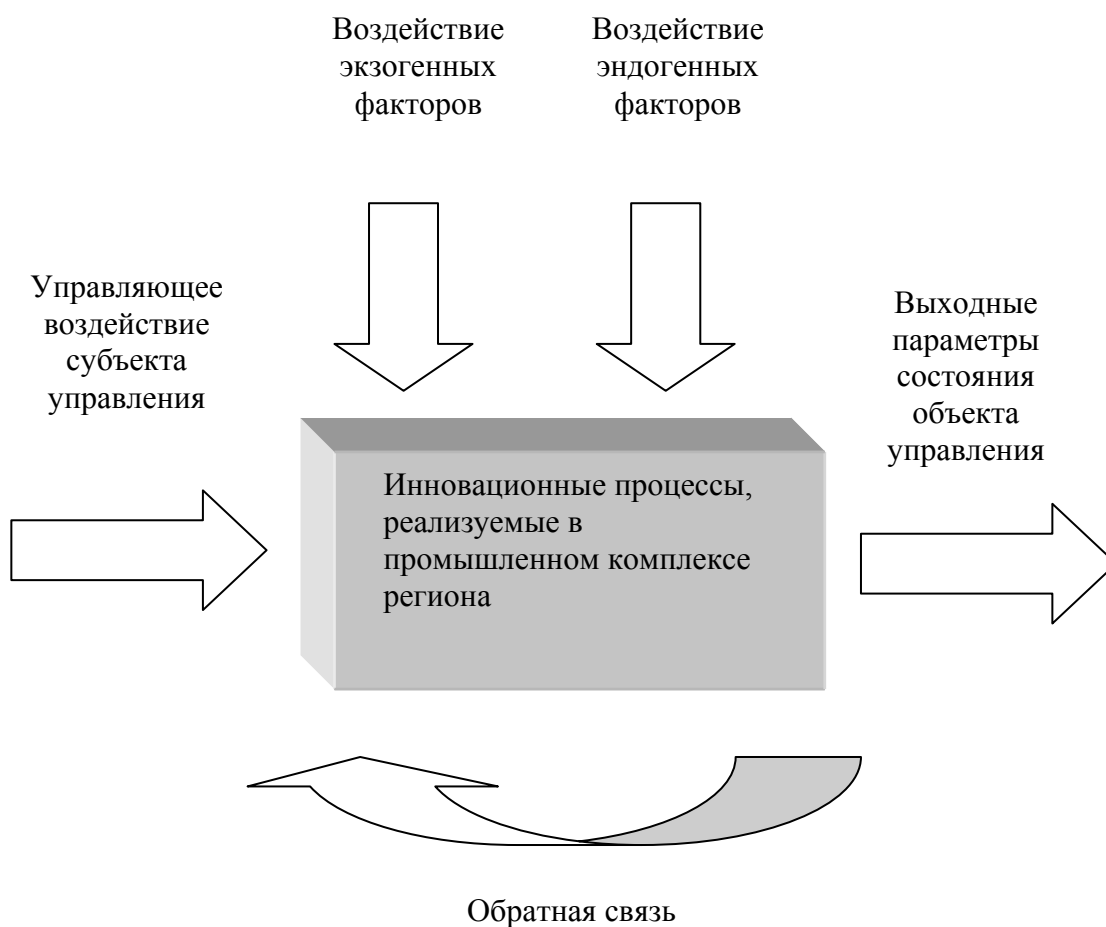 Воздействие
экзогенных
факторов
Воздействие
эндогенных
факторов
Управляющее
воздействие
субъекта
управления
Выходные
параметры
состояния
объекта
управления
Инновационные процессы,
реализуемые в
промышленном комплексе
региона
Обратная связь